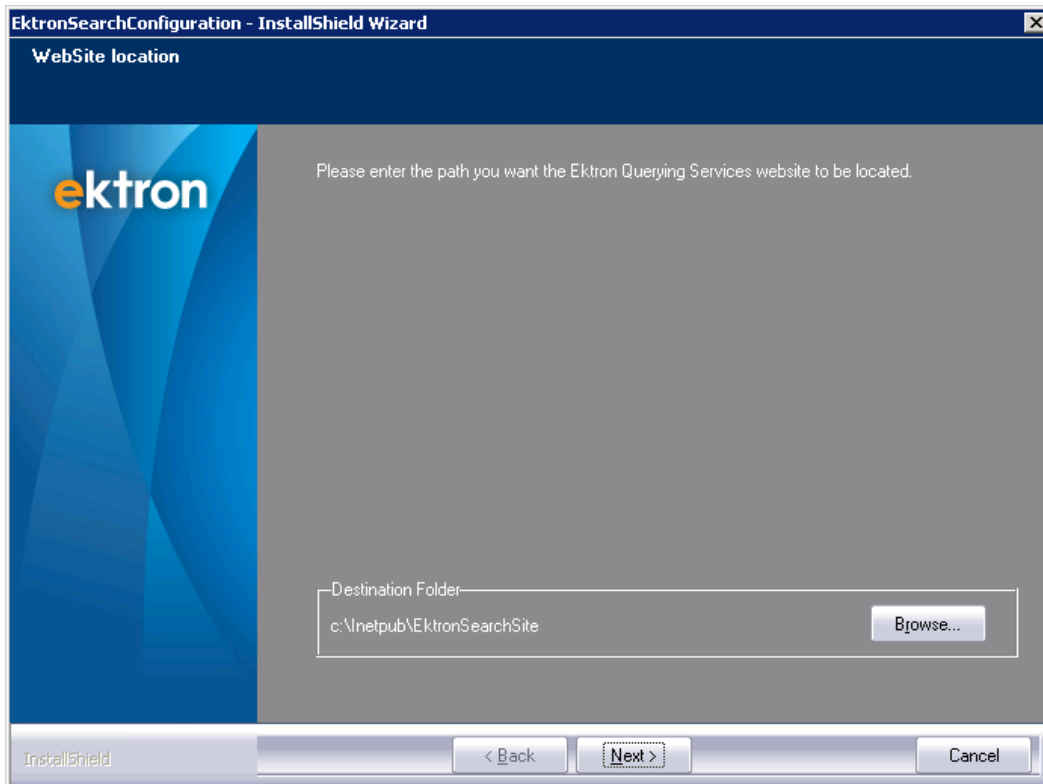 EktronSearchConfiguration - InstallShield Wizard
WebSite location
ektron
Please enter the path you want the Ektron Querying Services website to be located.
Destination Folder
c:\Inetpub\EktronSearchSite
Browse...
InstallShield
< Back
Next >
Cancel